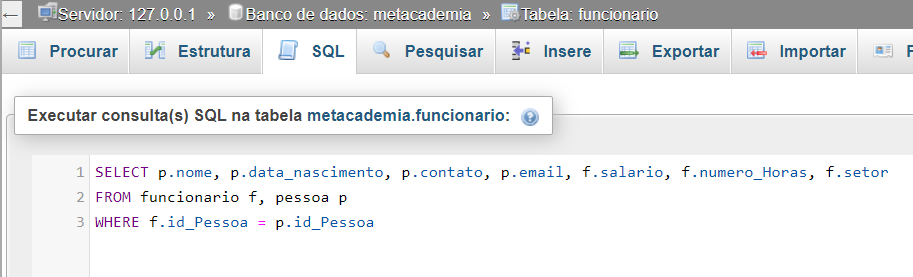 ← Servidor: 127.0.0.1 » Banco de dados: metacademia » Tabela: funcionario
Procurar Estrutura SQL Pesquisar Insere Exportar Importar
Executar consulta(s) SQL na tabela metacademia.funcionario:
1 SELECT p.nome, p.data_nascimento, p.contato, p.email, f.salario, f.numero_Horas, f.setor
2 FROM funcionario f, pessoa p
3 WHERE f.id_Pessoa = p.id_Pessoa